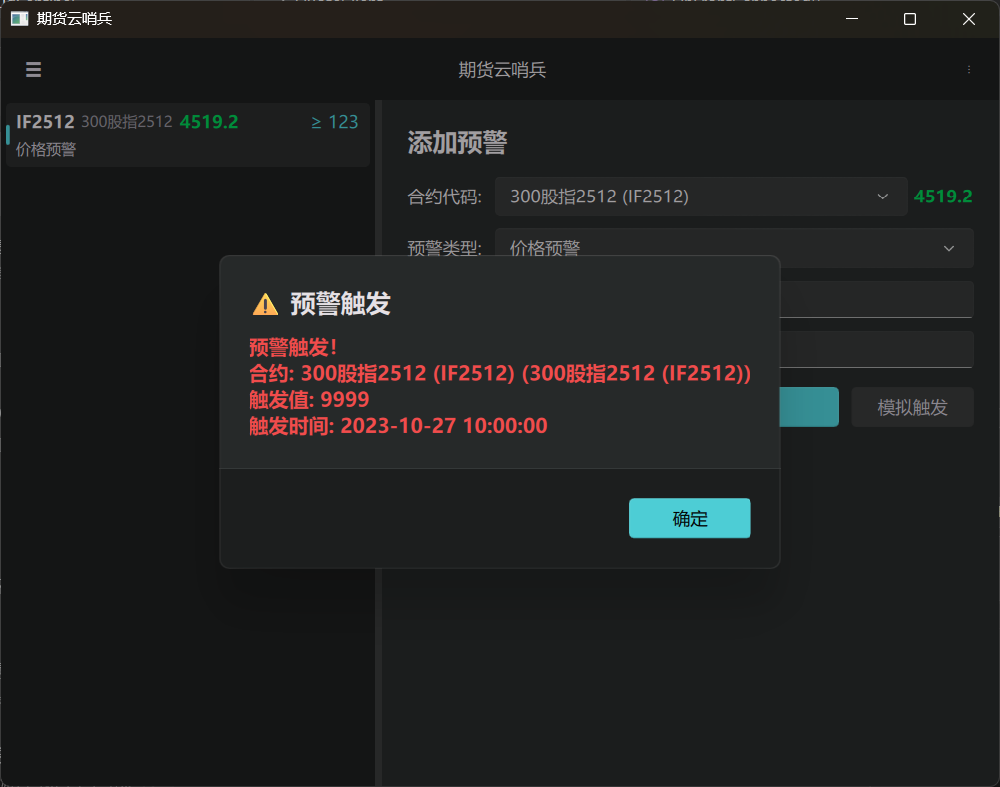 期货云哨兵
期货云哨兵
IF2512 300股指2512 4519.2 ≥ 123
价格预警
添加预警
合约代码: 300股指2512 (IF2512) 4519.2
预警类型: 价格预警
模拟触发
预警触发
预警触发！
合约: 300股指2512 (IF2512) (300股指2512 (IF2512))
触发值: 9999
触发时间: 2023-10-27 10:00:00
确定